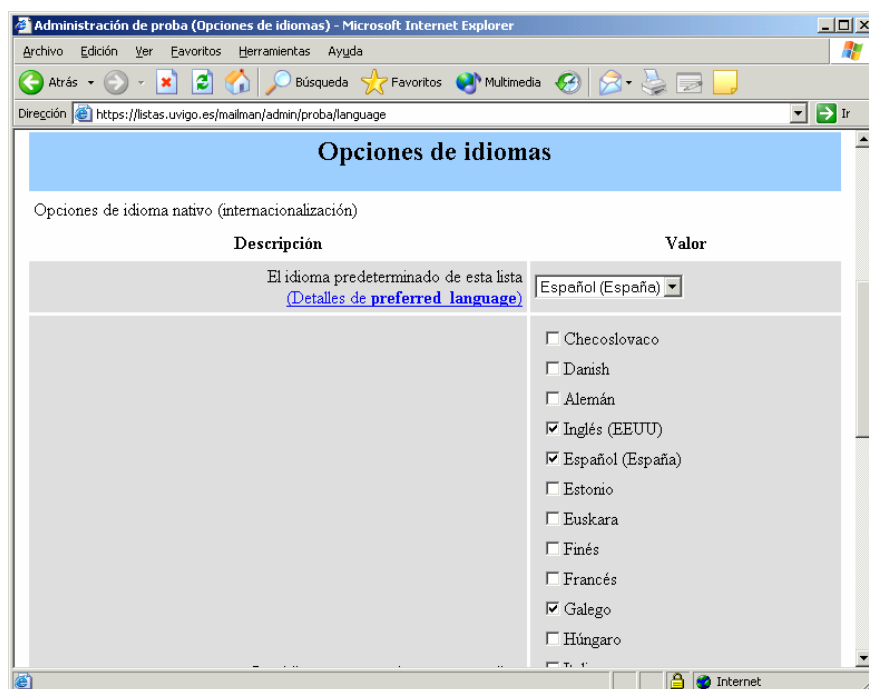 Administración de proba (Opciones de idiomas) - Microsoft Internet Explorer
Archivo Edición Ver Favoritos Herramientas Ayuda
Atrás Búsqueda Favoritos Multimedia
Dirección https://listas.uvigo.es/mailman/admin/proba/language Ir
Opciones de idiomas
Opciones de idioma nativo (internacionalización)
Descripción Valor
El idioma predeterminado de esta lista
(Detalles de preferred_language)
Español (España)
Checoslovaco
Danish
Alemán
Inglés (EEUU)
Español (España)
Estonio
Euskara
Finés
Francés
Galego
Húngaro
Internet